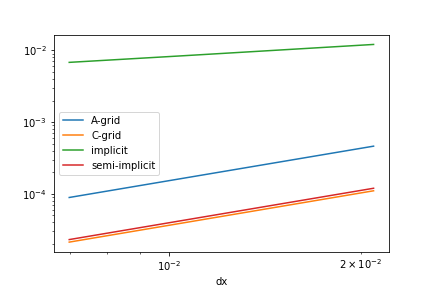 10⁻²
10⁻³
10⁻⁴
A-grid
C-grid
implicit
semi-implicit
10⁻² 2 × 10⁻²
dx